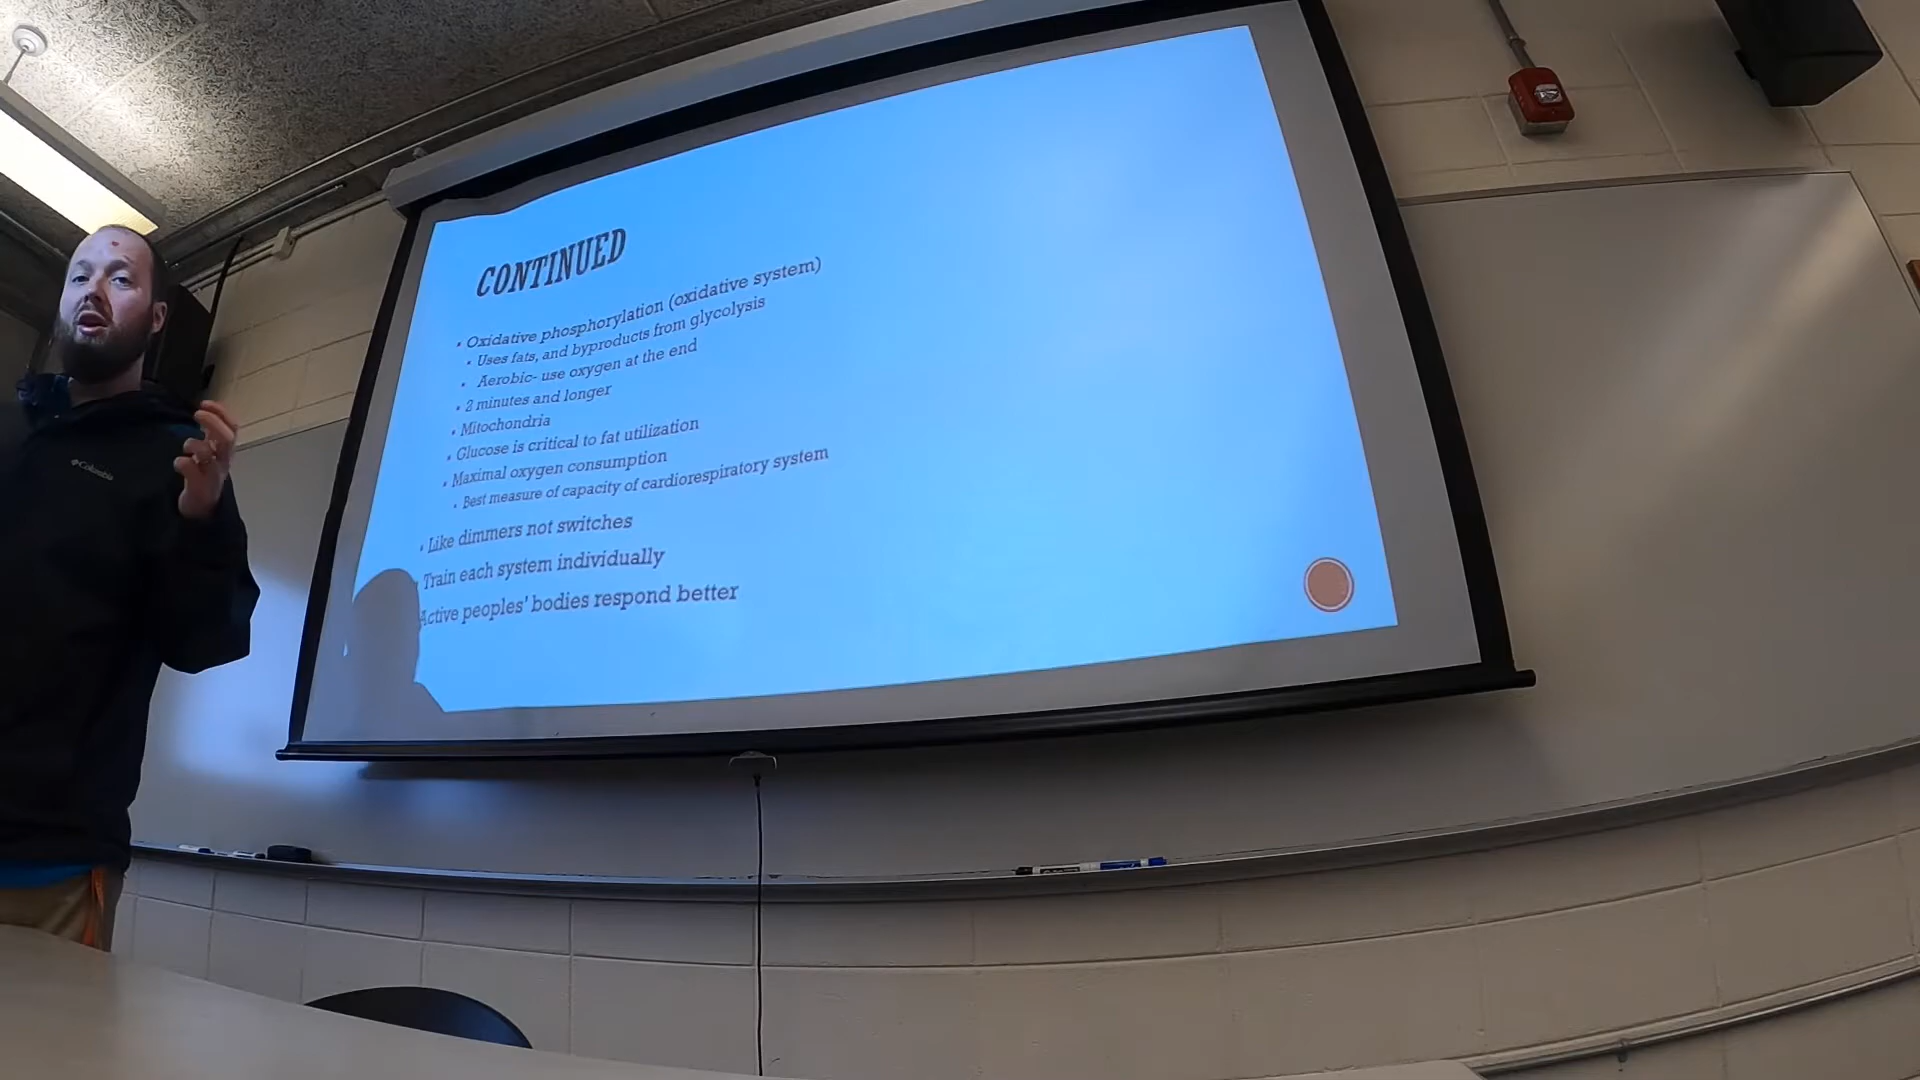 CONTINUED
Oxidative phosphorylation (oxidative system)
Uses fats, and byproducts from glycolysis
Aerobic- use oxygen at the end
2 minutes and longer
Mitochondria
Glucose is critical to fat utilization
Maximal oxygen consumption
Best measure of capacity of cardiorespiratory system
Like dimmers not switches
Train each system individually
Active peoples' bodies respond better
Columbia